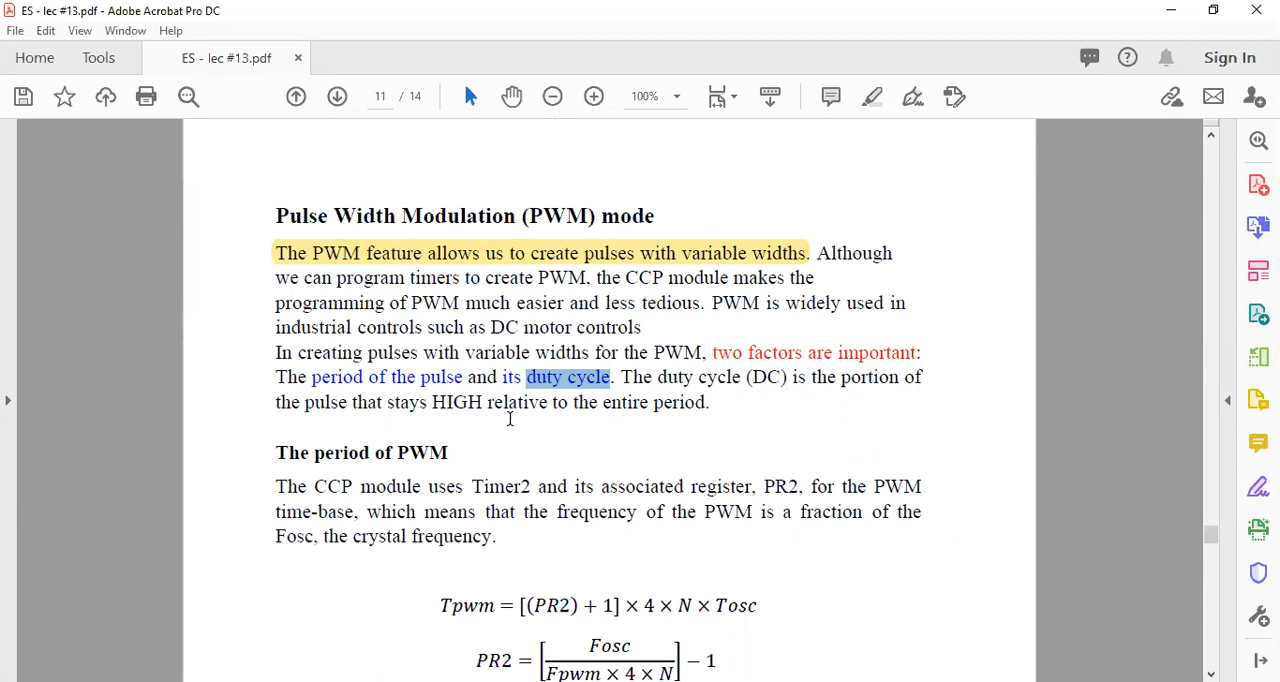 ES - lec #13.pdf - Adobe Acrobat Pro DC
File Edit View Window Help
Home Tools ES - lec #13.pdf × Sign In
11 / 14 100%
Pulse Width Modulation (PWM) mode
The PWM feature allows us to create pulses with variable widths. Although
we can program timers to create PWM, the CCP module makes the
programming of PWM much easier and less tedious. PWM is widely used in
industrial controls such as DC motor controls
In creating pulses with variable widths for the PWM, two factors are important:
The period of the pulse and its duty cycle. The duty cycle (DC) is the portion of
the pulse that stays HIGH relative to the entire period.
The period of PWM
The CCP module uses Timer2 and its associated register, PR2, for the PWM
time-base, which means that the frequency of the PWM is a fraction of the
Fosc, the crystal frequency.
Tpwm = [(PR2) + 1] × 4 × N × Tosc
PR2 = [Fosc / Fpwm × 4 × N] − 1